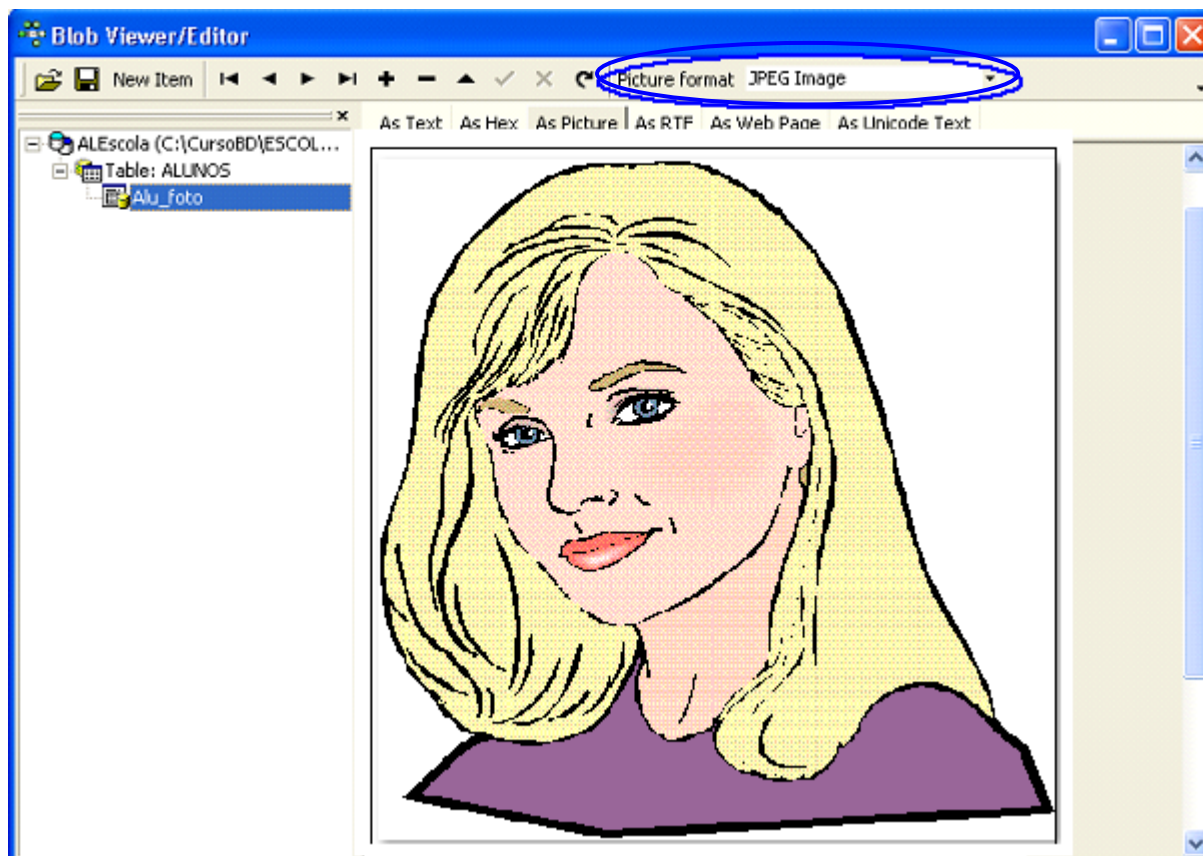 Blob Viewer/Editor
New Item
Picture format JPEG Image
As Text As Hex As Picture As RTF As Web Page As Unicode Text
ALEscola (C:\CursoBD\ESCOL...
Table: ALUNOS
Alu_foto